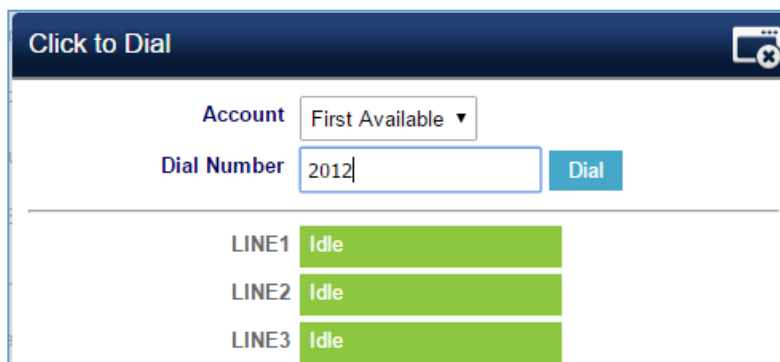 Click to Dial
Account First Available
Dial Number 2012 Dial
LINE1 Idle
LINE2 Idle
LINE3 Idle